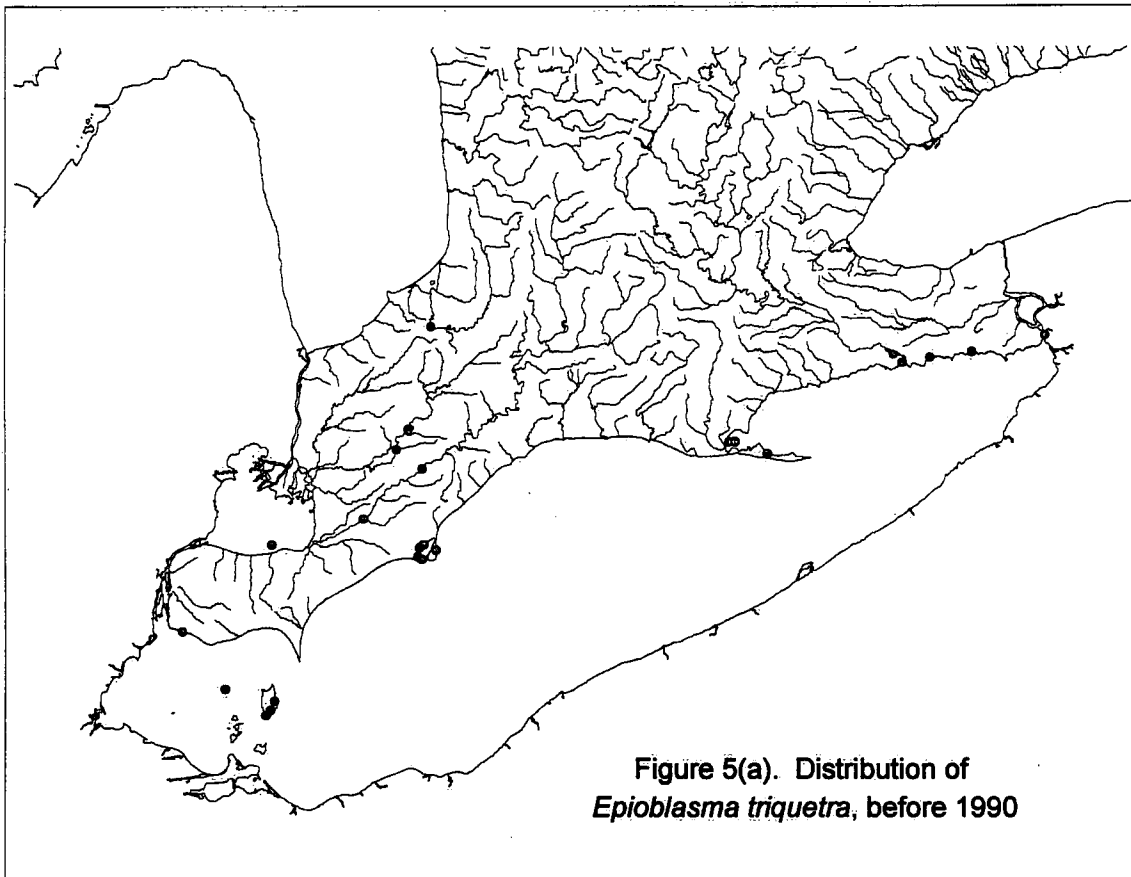 Figure 5(a). Distribution of
Epioblasma triquetra, before 1990